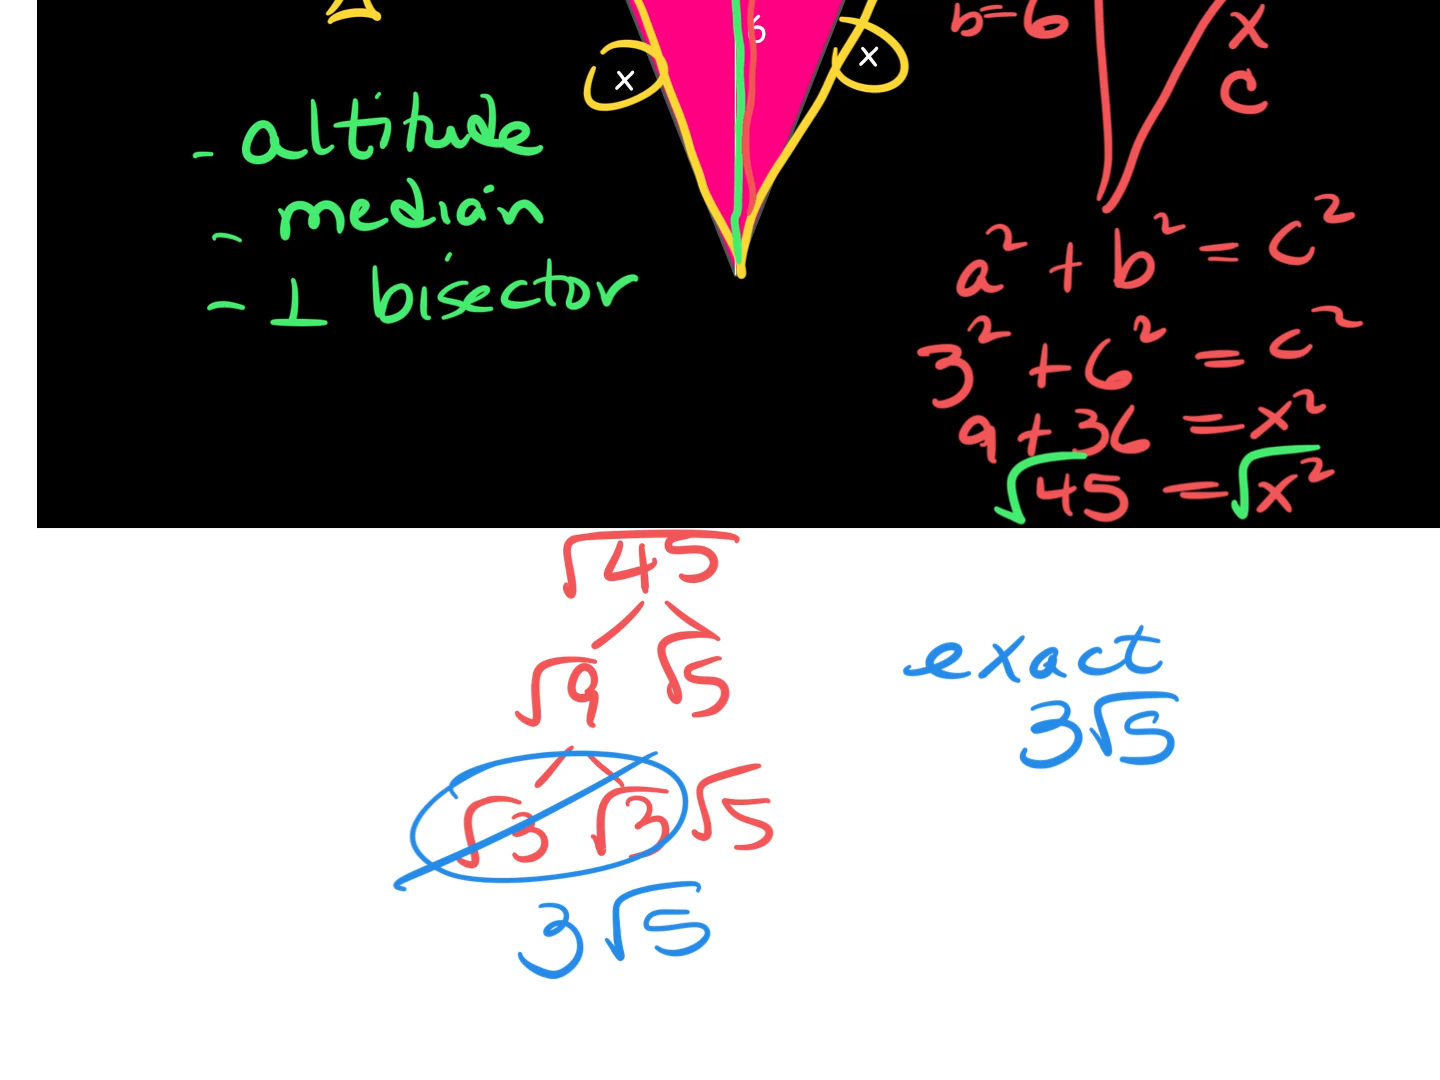 6
b=6
x
x
x
c
- altitude
- median
- ⊥ bisector
a² + b² = c²
3² + 6² = c²
9 + 36 = x²
√45 = √x²
√45
√9 √5
√3 √3 √5
3√5
exact
3√5